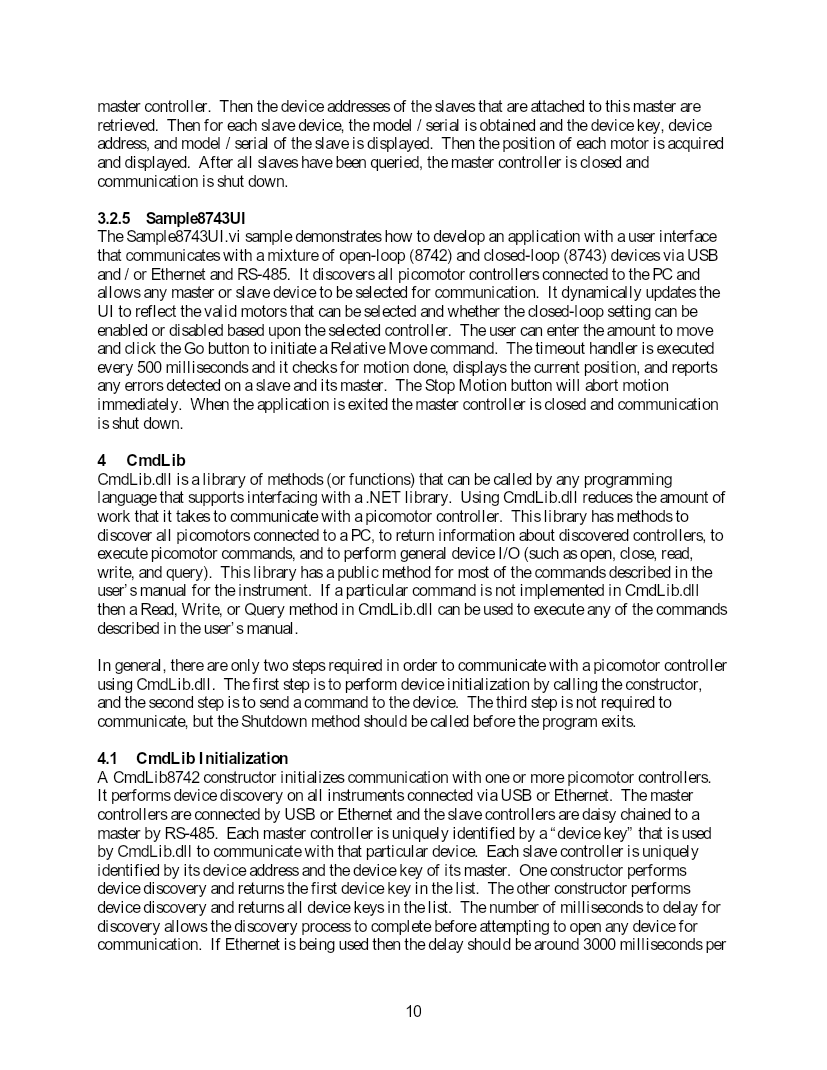 master controller.  Then the device addresses of the slaves that are attached to this master are
retrieved.  Then for each slave device, the model / serial is obtained and the device key, device
address, and model / serial of the slave is displayed.  Then the position of each motor is acquired
and displayed.  After all slaves have been queried, the master controller is closed and
communication is shut down.
3.2.5 Sample8743UI
The Sample8743UI.vi sample demonstrates how to develop an application with a user interface
that communicates with a mixture of open-loop (8742) and closed-loop (8743) devices via USB
and / or Ethernet and RS-485.  It discovers all picomotor controllers connected to the PC and
allows any master or slave device to be selected for communication.  It dynamically updates the
UI to reflect the valid motors that can be selected and whether the closed-loop setting can be
enabled or disabled based upon the selected controller.  The user can enter the amount to move
and click the Go button to initiate a Relative Move command.  The timeout handler is executed
every 500 milliseconds and it checks for motion done, displays the current position, and reports
any errors detected on a slave and its master.  The Stop Motion button will abort motion
immediately.  When the application is exited the master controller is closed and communication
is shut down.
4 CmdLib
CmdLib.dll is a library of methods (or functions) that can be called by any programming
language that supports interfacing with a .NET library.  Using CmdLib.dll reduces the amount of
work that it takes to communicate with a picomotor controller.  This library has methods to
discover all picomotors connected to a PC, to return information about discovered controllers, to
execute picomotor commands, and to perform general device I/O (such as open, close, read,
write, and query).  This library has a public method for most of the commands described in the
user's manual for the instrument.  If a particular command is not implemented in CmdLib.dll
then a Read, Write, or Query method in CmdLib.dll can be used to execute any of the commands
described in the user's manual.
In general, there are only two steps required in order to communicate with a picomotor controller
using CmdLib.dll.  The first step is to perform device initialization by calling the constructor,
and the second step is to send a command to the device.  The third step is not required to
communicate, but the Shutdown method should be called before the program exits.
4.1 CmdLib Initialization
A CmdLib8742 constructor initializes communication with one or more picomotor controllers.
It performs device discovery on all instruments connected via USB or Ethernet.  The master
controllers are connected by USB or Ethernet and the slave controllers are daisy chained to a
master by RS-485.  Each master controller is uniquely identified by a “device key” that is used
by CmdLib.dll to communicate with that particular device.  Each slave controller is uniquely
identified by its device address and the device key of its master.  One constructor performs
device discovery and returns the first device key in the list.  The other constructor performs
device discovery and returns all device keys in the list.  The number of milliseconds to delay for
discovery allows the discovery process to complete before attempting to open any device for
communication.  If Ethernet is being used then the delay should be around 3000 milliseconds per
10